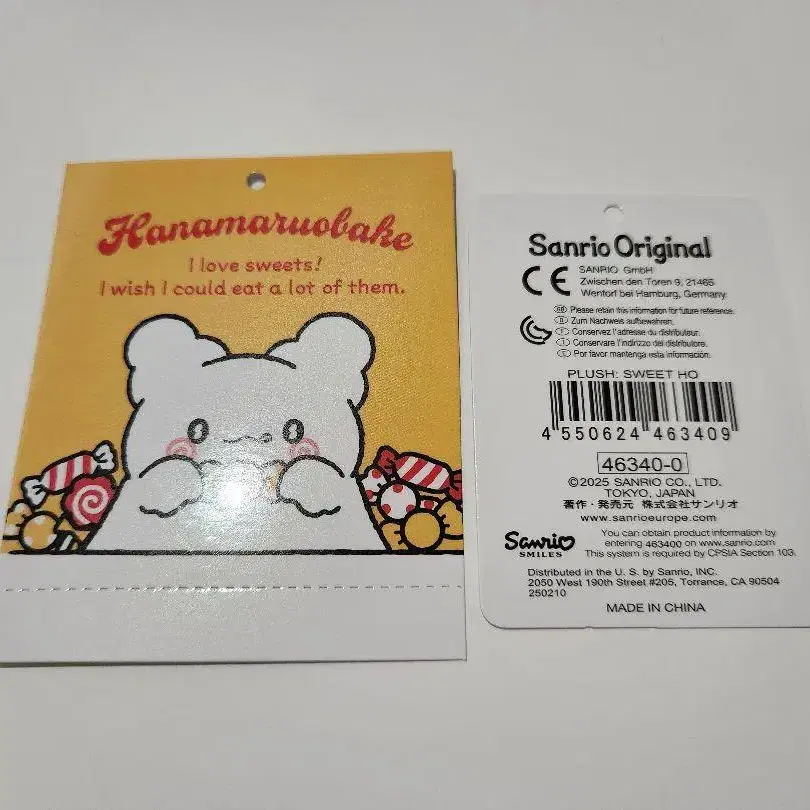 Hanamaruobake
I love sweets!
I wish I could eat a lot of them.
Sanrio Original
CE
SANRIO GmbH
Zwischen den Toren 9, 21465
Wentorf bei Hamburg, Germany
GB Please retain this information for future reference.
D Zum Nachweis aufbewahren.
F Conservez l'adresse du distributeur.
I Conservare l'indirizzo del distributore.
E Por favor mantenga esta información.
PLUSH: SWEET HO
4 550624 463409
46340-0
©2025 SANRIO CO., LTD.
TOKYO, JAPAN
著作・発売元 株式会社サンリオ
www.sanrioeurope.com
Sanrio
SMILES
You can obtain product information by
entering 463400 on www.sanrio.com
This system is required by CPSIA Section 103.
Distributed in the U. S. by Sanrio, INC.
2050 West 190th Street #205, Torrance, CA 90504
250210
MADE IN CHINA